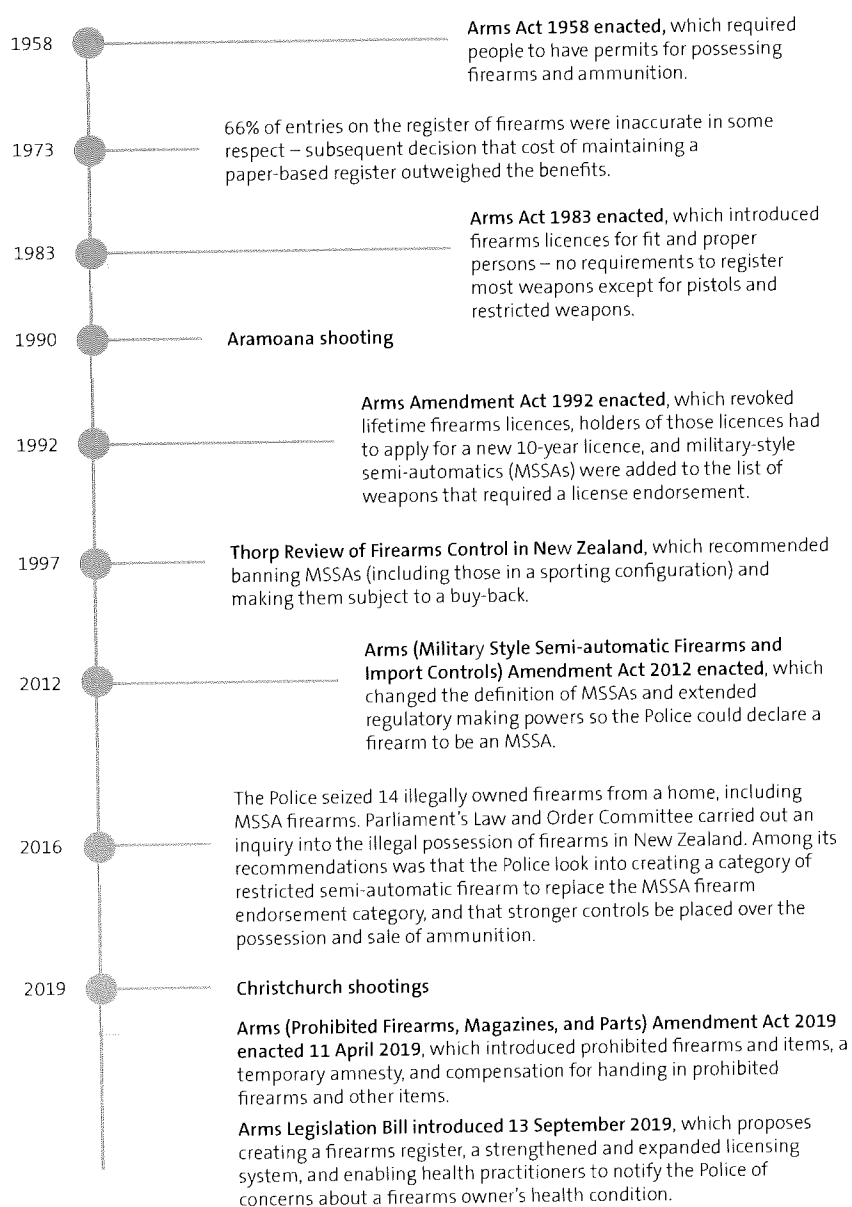 1958
Arms Act 1958 enacted, which required
people to have permits for possessing
firearms and ammunition.
1973
66% of entries on the register of firearms were inaccurate in some
respect – subsequent decision that cost of maintaining a
paper-based register outweighed the benefits.
1983
Arms Act 1983 enacted, which introduced
firearms licences for fit and proper
persons – no requirements to register
most weapons except for pistols and
restricted weapons.
1990
Aramoana shooting
1992
Arms Amendment Act 1992 enacted, which revoked
lifetime firearms licences, holders of those licences had
to apply for a new 10-year licence, and military-style
semi-automatics (MSSAs) were added to the list of
weapons that required a license endorsement.
1997
Thorp Review of Firearms Control in New Zealand, which recommended
banning MSSAs (including those in a sporting configuration) and
making them subject to a buy-back.
2012
Arms (Military Style Semi-automatic Firearms and
Import Controls) Amendment Act 2012 enacted, which
changed the definition of MSSAs and extended
regulatory making powers so the Police could declare a
firearm to be an MSSA.
2016
The Police seized 14 illegally owned firearms from a home, including
MSSA firearms. Parliament's Law and Order Committee carried out an
inquiry into the illegal possession of firearms in New Zealand. Among its
recommendations was that the Police look into creating a category of
restricted semi-automatic firearm to replace the MSSA firearm
endorsement category, and that stronger controls be placed over the
possession and sale of ammunition.
2019
Christchurch shootings
Arms (Prohibited Firearms, Magazines, and Parts) Amendment Act 2019
enacted 11 April 2019, which introduced prohibited firearms and items, a
temporary amnesty, and compensation for handing in prohibited
firearms and other items.
Arms Legislation Bill introduced 13 September 2019, which proposes
creating a firearms register, a strengthened and expanded licensing
system, and enabling health practitioners to notify the Police of
concerns about a firearms owner's health condition.